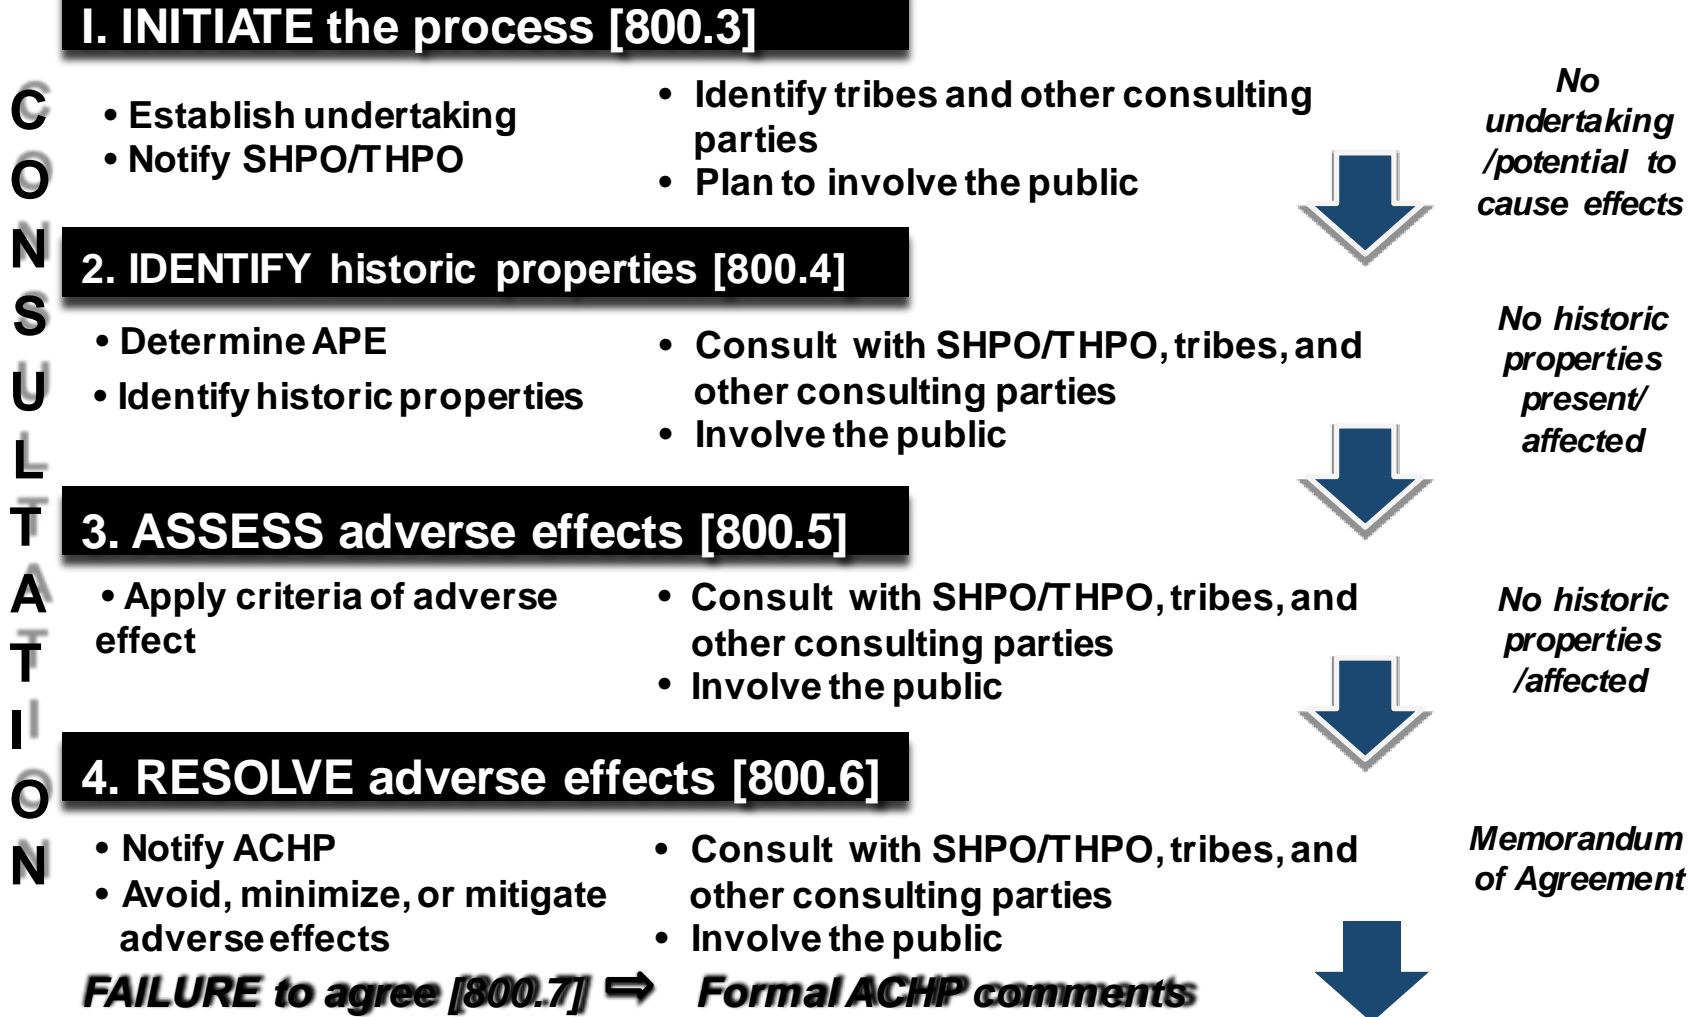 I. INITIATE the process [800.3]
• Establish undertaking
• Notify SHPO/THPO
• Identify tribes and other consulting
parties
• Plan to involve the public
No
undertaking
/potential to
cause effects
2. IDENTIFY historic properties [800.4]
• Determine APE
• Identify historic properties
• Consult with SHPO/THPO, tribes, and
other consulting parties
• Involve the public
No historic
properties
present/
affected
3. ASSESS adverse effects [800.5]
• Apply criteria of adverse
effect
• Consult with SHPO/THPO, tribes, and
other consulting parties
• Involve the public
No historic
properties
/affected
4. RESOLVE adverse effects [800.6]
• Notify ACHP
• Avoid, minimize, or mitigate
adverse effects
• Consult with SHPO/THPO, tribes, and
other consulting parties
• Involve the public
Memorandum
of Agreement
FAILURE to agree [800.7] ⇨ Formal ACHP comments
CONSULTATION